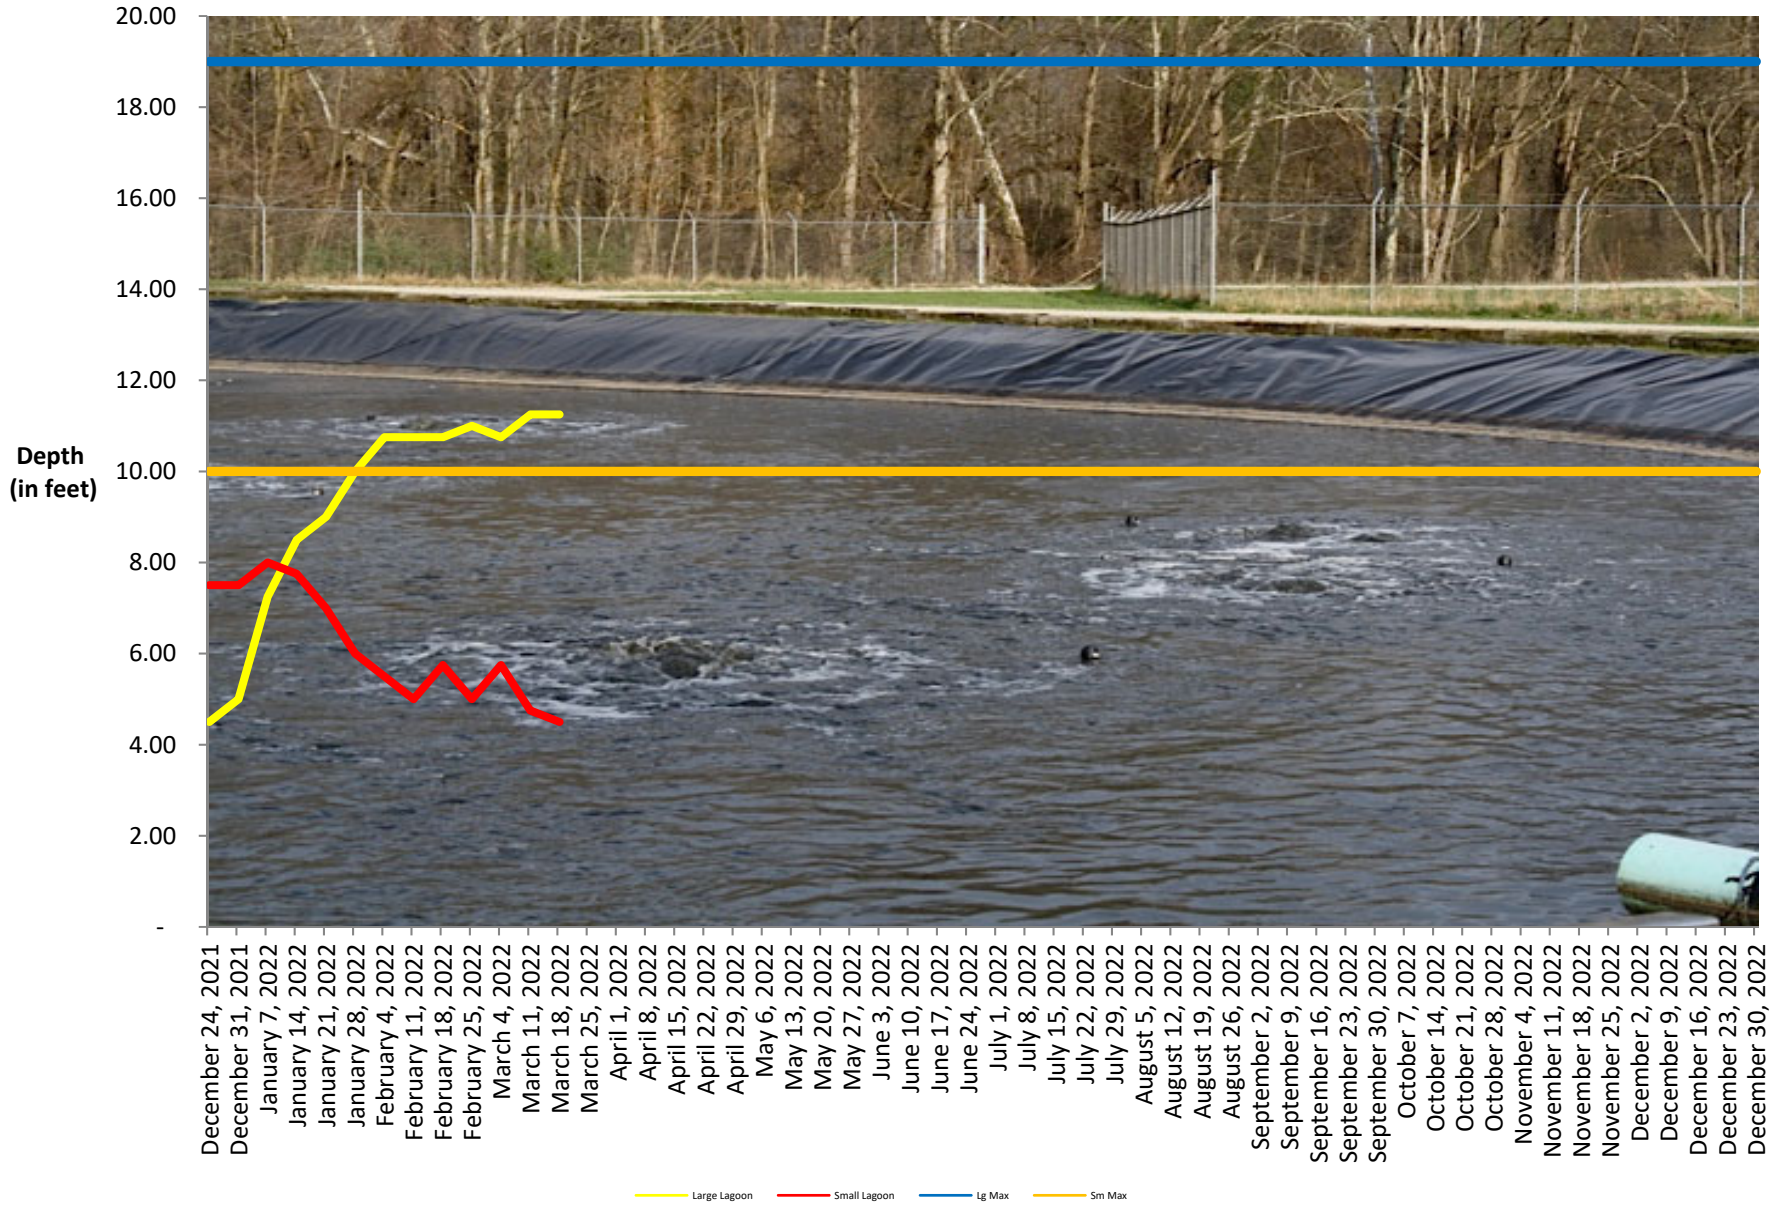 20.00
18.00
16.00
14.00
12.00
10.00
8.00
6.00
4.00
2.00
-
Depth
(in feet)
December 24, 2021
December 31, 2021
January 7, 2022
January 14, 2022
January 21, 2022
January 28, 2022
February 4, 2022
February 11, 2022
February 18, 2022
February 25, 2022
March 4, 2022
March 11, 2022
March 18, 2022
March 25, 2022
April 1, 2022
April 8, 2022
April 15, 2022
April 22, 2022
April 29, 2022
May 6, 2022
May 13, 2022
May 20, 2022
May 27, 2022
June 3, 2022
June 10, 2022
June 17, 2022
June 24, 2022
July 1, 2022
July 8, 2022
July 15, 2022
July 22, 2022
July 29, 2022
August 5, 2022
August 12, 2022
August 19, 2022
August 26, 2022
September 2, 2022
September 9, 2022
September 16, 2022
September 23, 2022
September 30, 2022
October 7, 2022
October 14, 2022
October 21, 2022
October 28, 2022
November 4, 2022
November 11, 2022
November 18, 2022
November 25, 2022
December 2, 2022
December 9, 2022
December 16, 2022
December 23, 2022
December 30, 2022
Large Lagoon
Small Lagoon
Lg Max
Sm Max